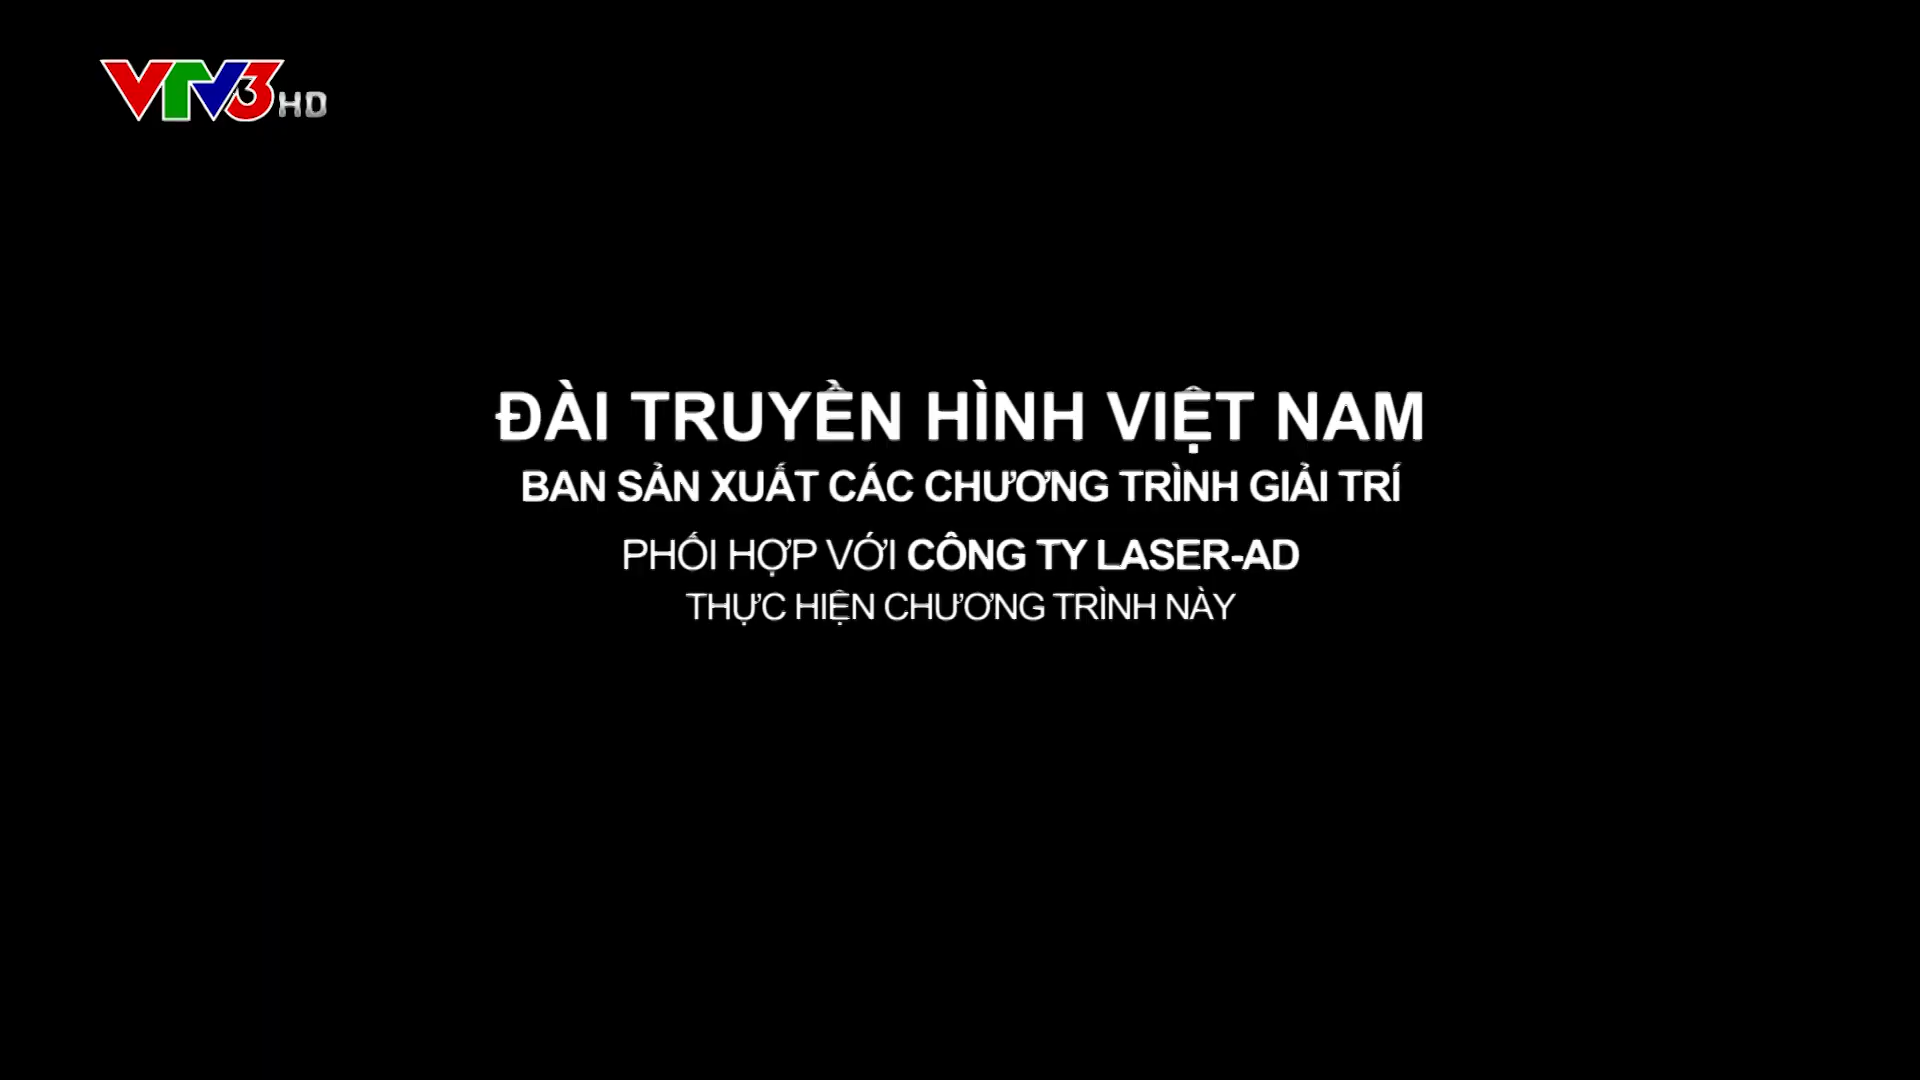 VTV3 HD
ĐÀI TRUYỀN HÌNH VIỆT NAM
BAN SẢN XUẤT CÁC CHƯƠNG TRÌNH GIẢI TRÍ
PHỐI HỢP VỚI CÔNG TY LASER-AD
THỰC HIỆN CHƯƠNG TRÌNH NÀY